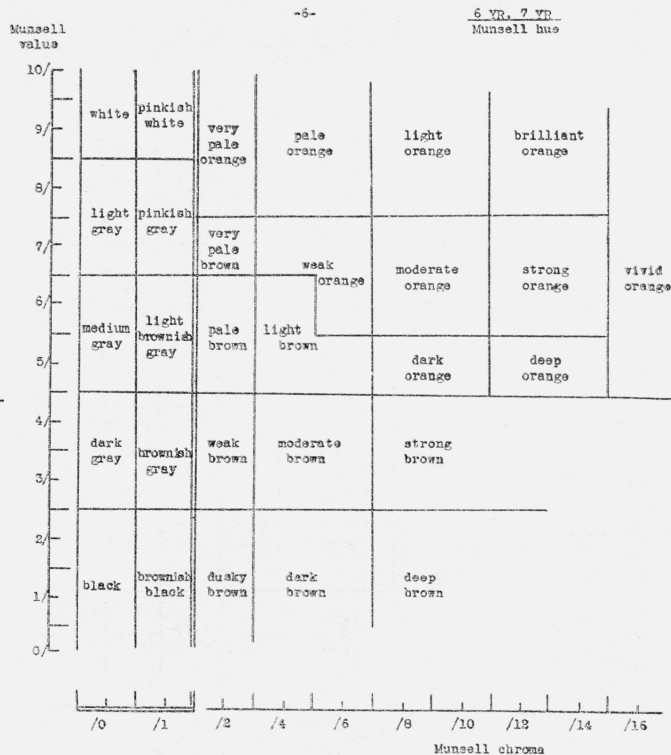 -6-
6 YR, 7 YR
Munsell hue
Munsell
value
10/
9/
8/
7/
6/
5/
4/
3/
2/
1/
0/
white
pinkish
white
very
pale
orange
pale
orange
light
orange
brilliant
orange
light
gray
pinkish
gray
very
pale
brown
weak
orange
moderate
orange
strong
orange
vivid
orange
medium
gray
light
brownish
gray
pale
brown
light
brown
dark
orange
deep
orange
dark
gray
brownish
gray
weak
brown
moderate
brown
strong
brown
black
brownish
black
dusky
brown
dark
brown
deep
brown
/0 /1 /2 /4 /6 /8 /10 /12 /14 /16
Munsell chroma